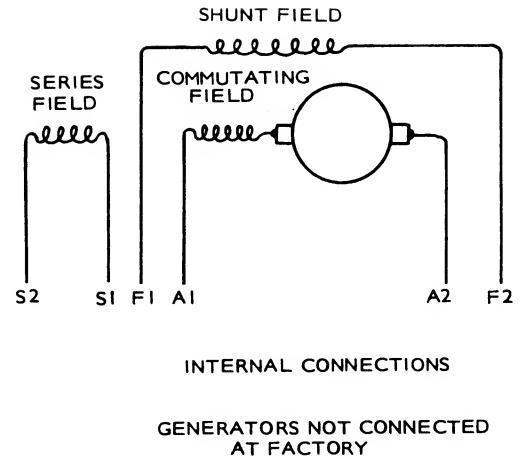 SHUNT FIELD
SERIES
FIELD
COMMUTATING
FIELD
S2 S1 F1 A1 A2 F2
INTERNAL CONNECTIONS
GENERATORS NOT CONNECTED
AT FACTORY